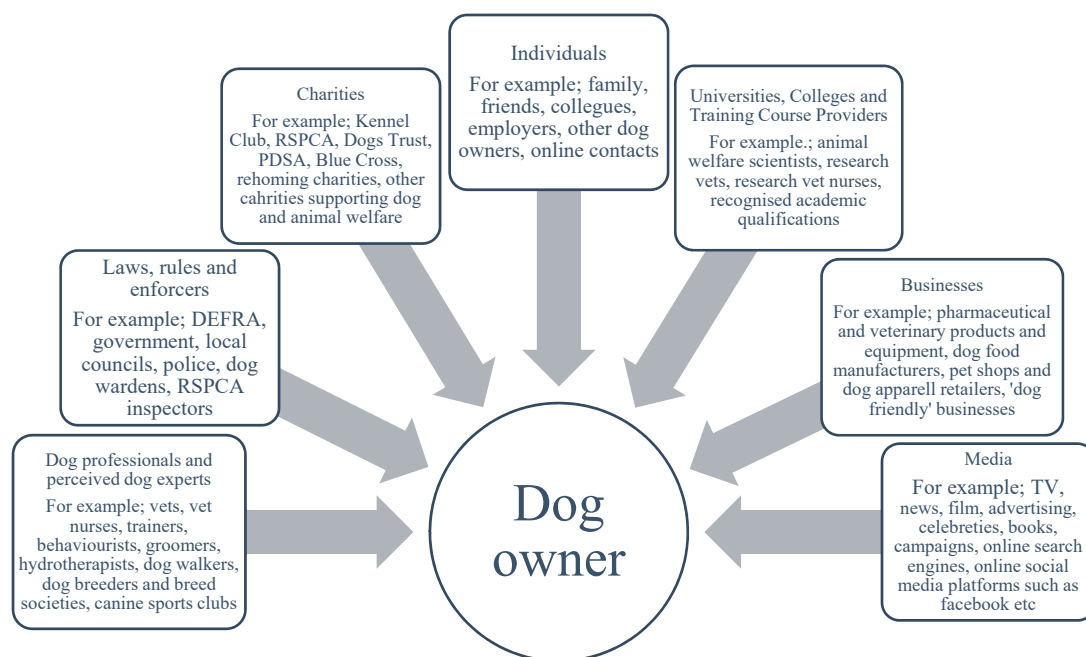 Individuals
For example; family,
friends, collegues,
employers, other dog
owners, online contacts
Charities
For example; Kennel
Club, RSPCA, Dogs Trust,
PDSA, Blue Cross,
rehoming charities, other
cahrities supporting dog
and animal welfare
Universities, Colleges and
Training Course Providers
For example.; animal
welfare scientists, research
vets, research vet nurses,
recognised academic
qualifications
Laws, rules and
enforcers
For example; DEFRA,
government, local
councils, police, dog
wardens, RSPCA
inspectors
Businesses
For example; pharmaceutical
and veterinary products and
equipment, dog food
manufacturers, pet shops and
dog apparell retailers, 'dog
friendly' businesses
Dog professionals and
perceived dog experts
For example; vets, vet
nurses, trainers,
behaviourists, groomers,
hydrotherapists, dog walkers,
dog breeders and breed
societies, canine sports clubs
Media
For example; TV,
news, film, advertising,
celebreties, books,
campaigns, online search
engines, online social
media platforms such as
facebook etc
Dog
owner